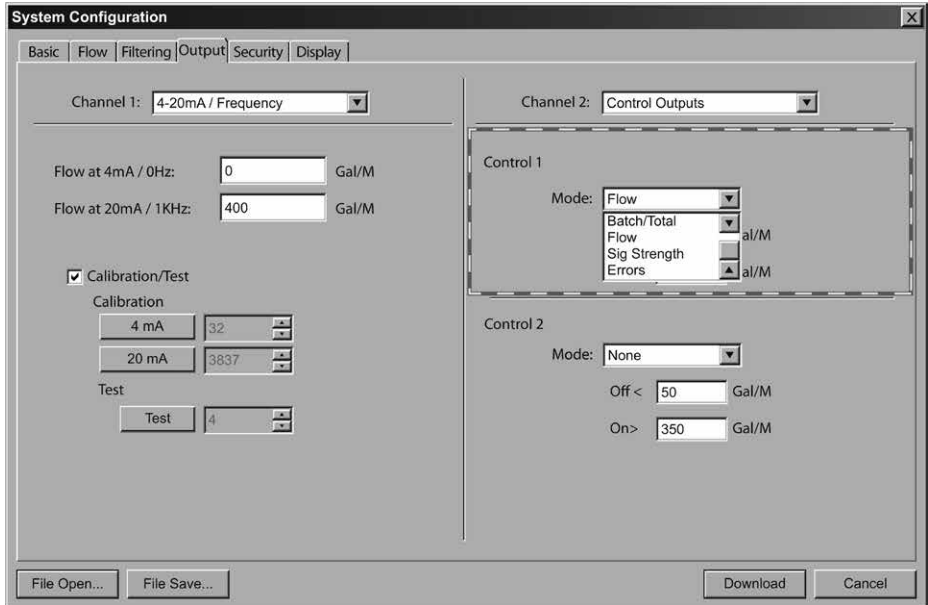 System Configuration
Basic Flow Filtering Output Security Display
Channel 1: 4-20mA / Frequency
Flow at 4mA / 0Hz: 0 Gal/M
Flow at 20mA / 1KHz: 400 Gal/M
Calibration/Test
Calibration
4 mA 32
20 mA 3837
Test
Test 4
Channel 2: Control Outputs
Control 1
Mode: Flow
Batch/Total
Flow
al/M
Sig Strength
Errors
al/M
Control 2
Mode: None
Off < 50 Gal/M
On> 350 Gal/M
File Open... File Save... Download Cancel